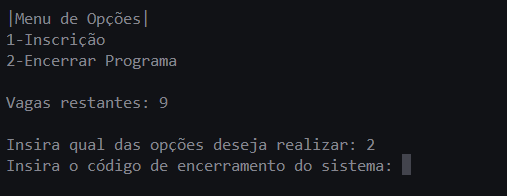 |Menu de Opções|
1-Inscrição
2-Encerrar Programa
Vagas restantes: 9
Insira qual das opções deseja realizar: 2
Insira o código de encerramento do sistema: